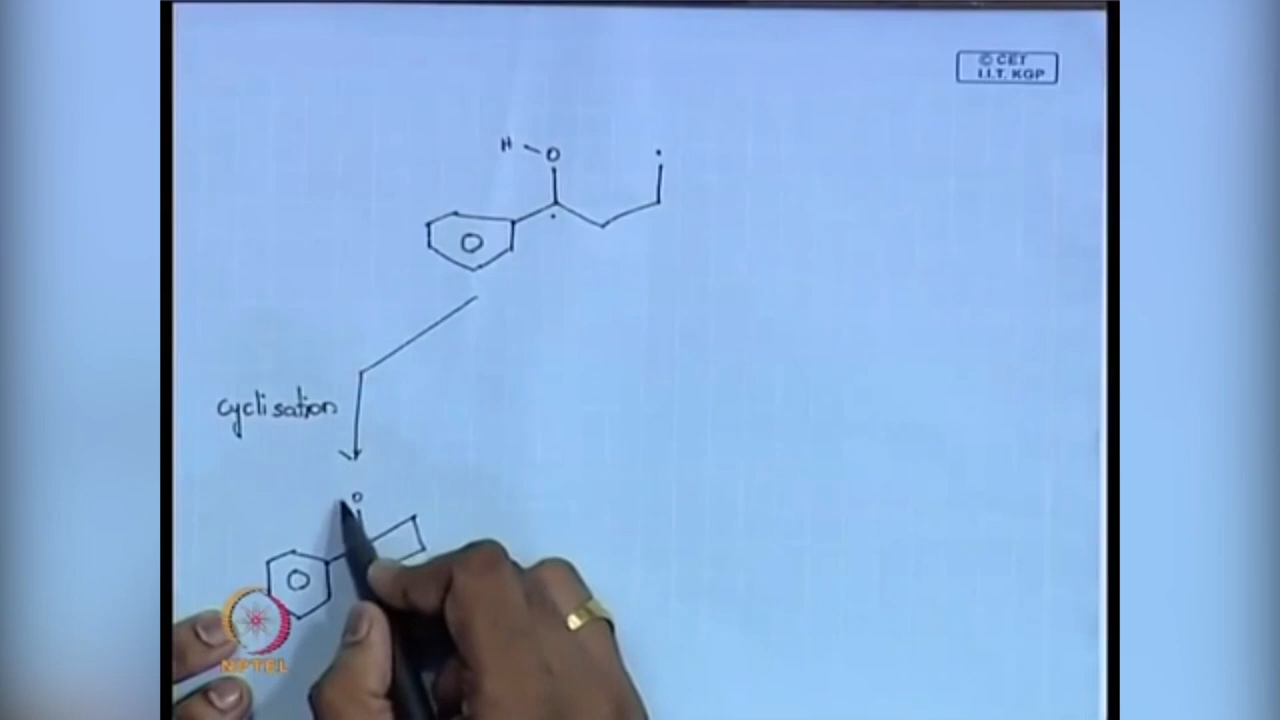 © CET
I.I.T. KGP
H - O
cyclisation
O
NPTEL